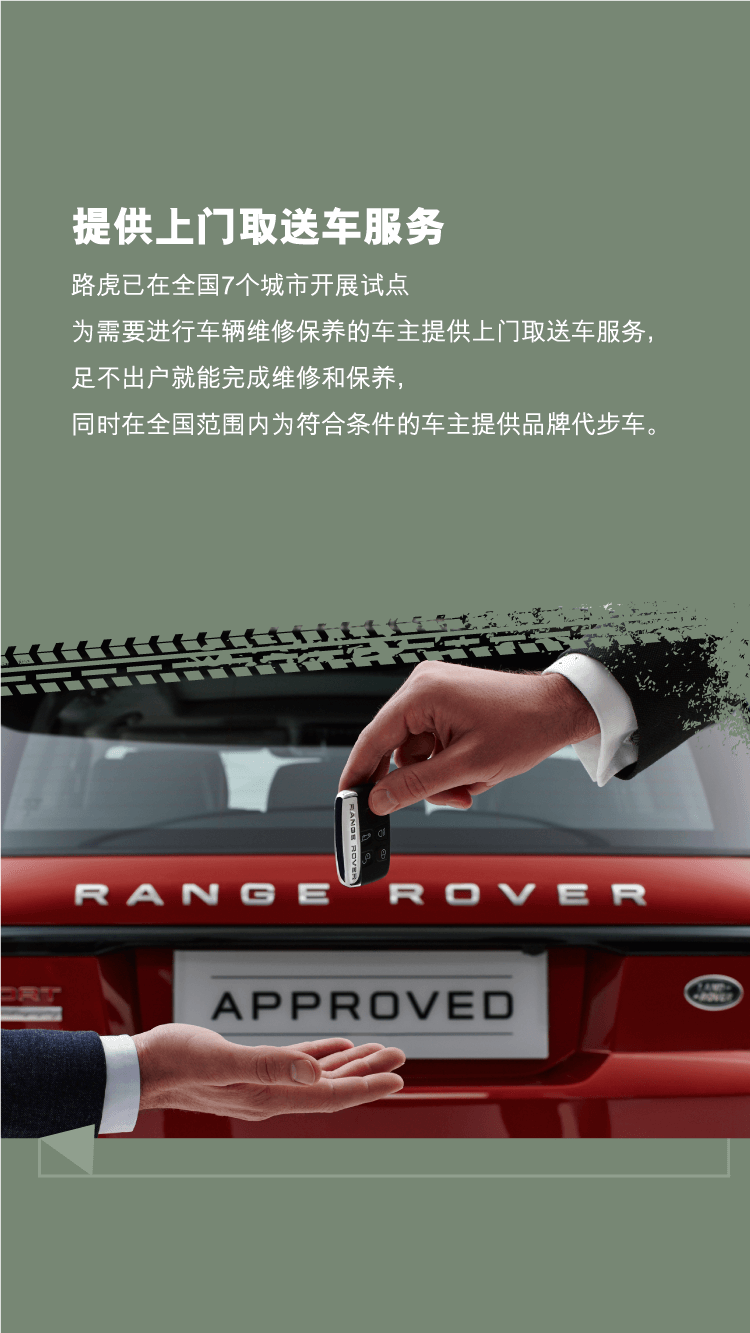 提供上门取送车服务
路虎已在全国7个城市开展试点
为需要进行车辆维修保养的车主提供上门取送车服务，
足不出户就能完成维修和保养，
同时在全国范围内为符合条件的车主提供品牌代步车。
RANGE ROVER
RANGE ROVER
APPROVED
LAND
ROVER